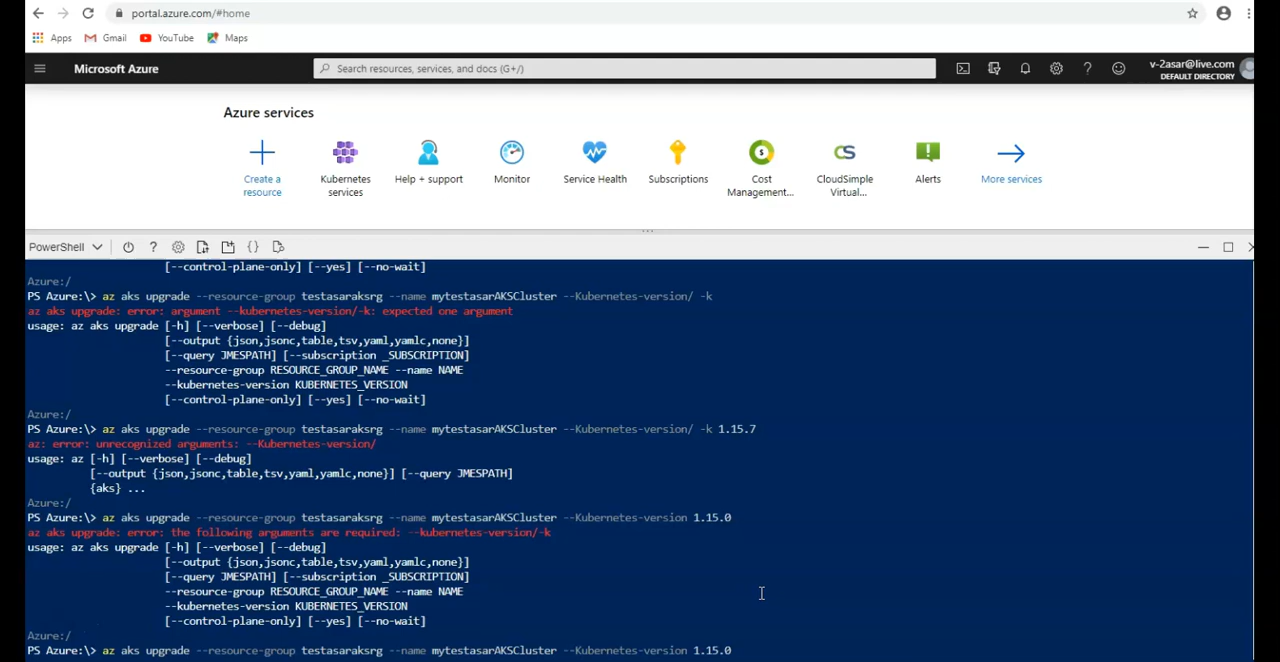 portal.azure.com/#home
Apps Gmail YouTube Maps
Microsoft Azure
Search resources, services, and docs (G+/)
v-2asar@live.com
DEFAULT DIRECTORY
Azure services
Create a resource
Kubernetes services
Help + support
Monitor
Service Health
Subscriptions
Cost Management...
CloudSimple Virtual...
Alerts
More services
PowerShell
[--control-plane-only] [--yes] [--no-wait]
Azure:/
PS Azure:\> az aks upgrade --resource-group testasaraksrg --name mytestasarAKSCluster --Kubernetes-version/ -k
az aks upgrade: error: argument --kubernetes-version/-k: expected one argument
usage: az aks upgrade [-h] [--verbose] [--debug]
[--output {json,jsonc,table,tsv,yaml,yamlc,none}]
[--query JMESPATH] [--subscription _SUBSCRIPTION]
--resource-group RESOURCE_GROUP_NAME --name NAME
--kubernetes-version KUBERNETES_VERSION
[--control-plane-only] [--yes] [--no-wait]
Azure:/
PS Azure:\> az aks upgrade --resource-group testasaraksrg --name mytestasarAKSCluster --Kubernetes-version/ -k 1.15.7
az: error: unrecognized arguments: --Kubernetes-version/
usage: az [-h] [--verbose] [--debug]
[--output {json,jsonc,table,tsv,yaml,yamlc,none}] [--query JMESPATH]
{aks} ...
Azure:/
PS Azure:\> az aks upgrade --resource-group testasaraksrg --name mytestasarAKSCluster --Kubernetes-version 1.15.0
az aks upgrade: error: the following arguments are required: --kubernetes-version/-k
usage: az aks upgrade [-h] [--verbose] [--debug]
[--output {json,jsonc,table,tsv,yaml,yamlc,none}]
[--query JMESPATH] [--subscription _SUBSCRIPTION]
--resource-group RESOURCE_GROUP_NAME --name NAME
--kubernetes-version KUBERNETES_VERSION
[--control-plane-only] [--yes] [--no-wait]
Azure:/
PS Azure:\> az aks upgrade --resource-group testasaraksrg --name mytestasarAKSCluster --Kubernetes-version 1.15.0